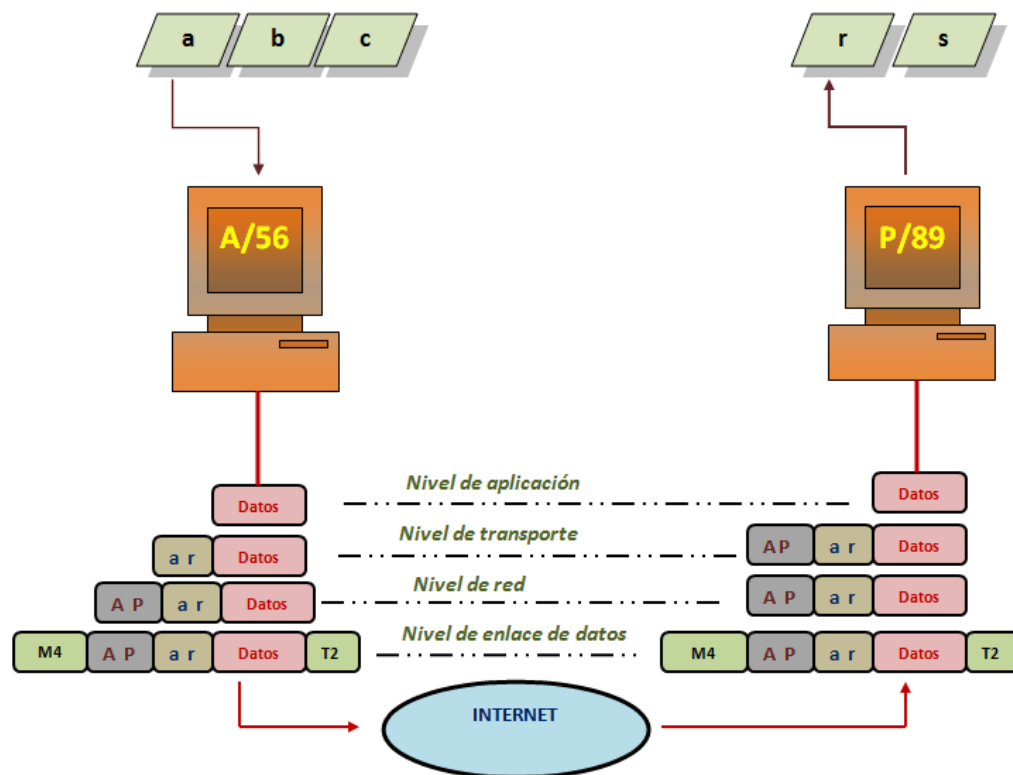 a b c r s
A/56 P/89
Nivel de aplicación
Datos Datos
Nivel de transporte
a r Datos AP a r Datos
Nivel de red
A P a r Datos A P a r Datos
Nivel de enlace de datos
M4 A P a r Datos T2 M4 A P a r Datos T2
INTERNET